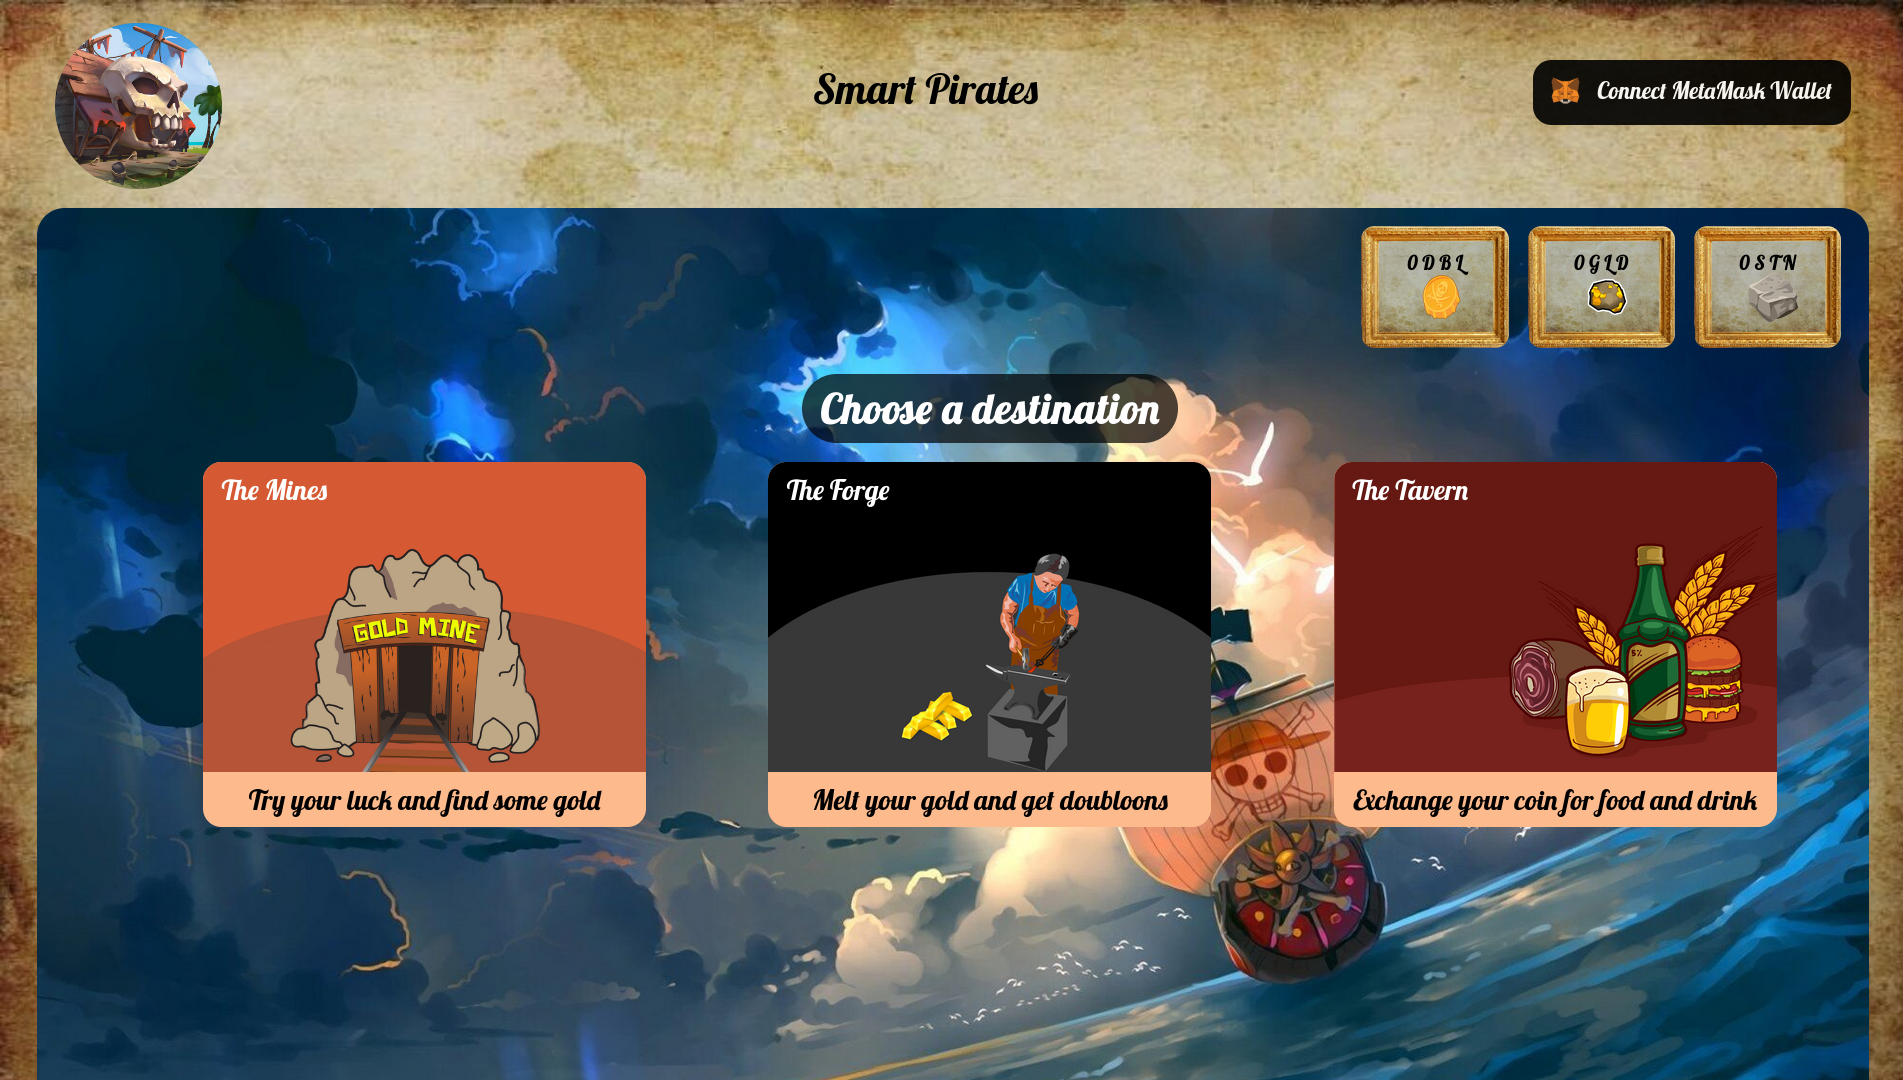 Smart Pirates
Connect MetaMask Wallet
0 DBL
0 GLD
0 STN
Choose a destination
The Mines
The Forge
The Tavern
GOLD MINE
5%
Try your luck and find some gold
Melt your gold and get doubloons
Exchange your coin for food and drink